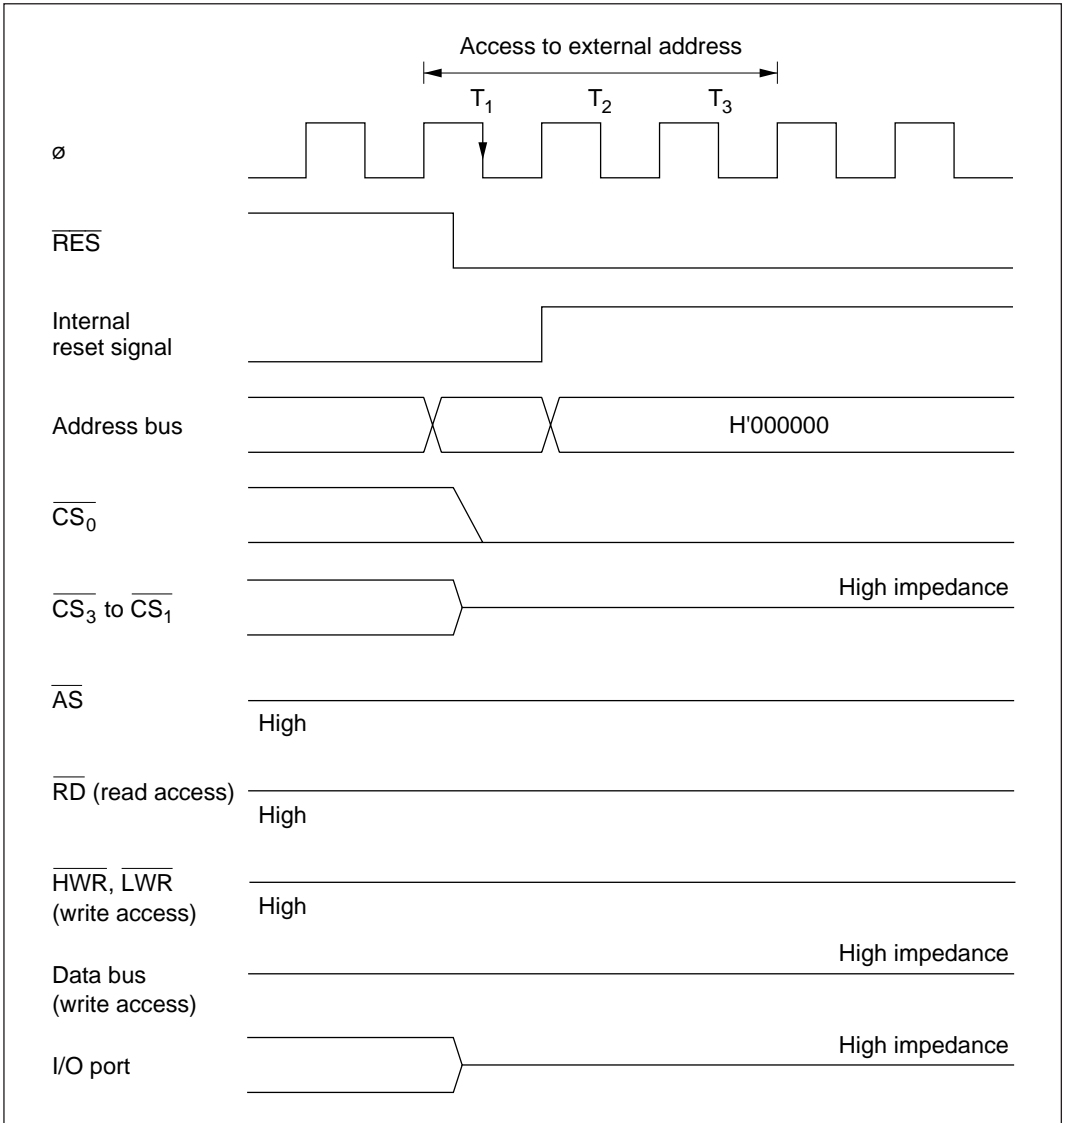 Access to external address
T1 T2 T3
ø
RES
Internal
reset signal
Address bus
H'000000
CS0
High impedance
CS3 to CS1
AS
High
RD (read access)
High
HWR, LWR
(write access)
High
High impedance
Data bus
(write access)
High impedance
I/O port